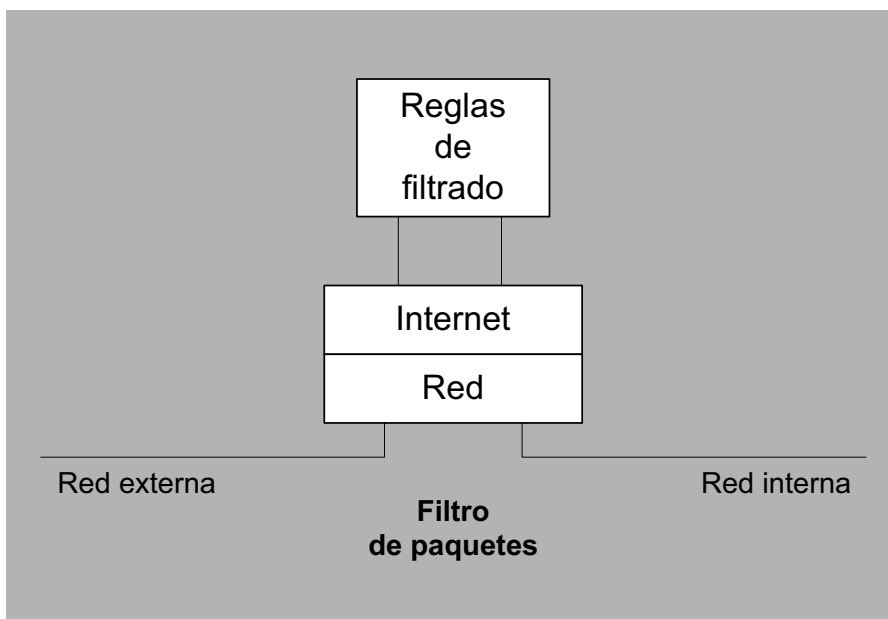 Reglas
de
filtrado
Internet
Red
Red externa
Red interna
Filtro
de paquetes